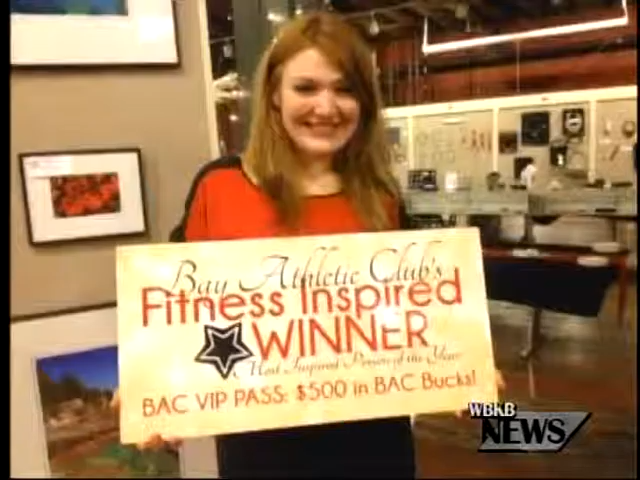 Bay Athletic Club's
Fitness Inspired
WINNER
Most Inspired Person of the Year
BAC VIP PASS: $500 in BAC Bucks!
WBKB
NEWS